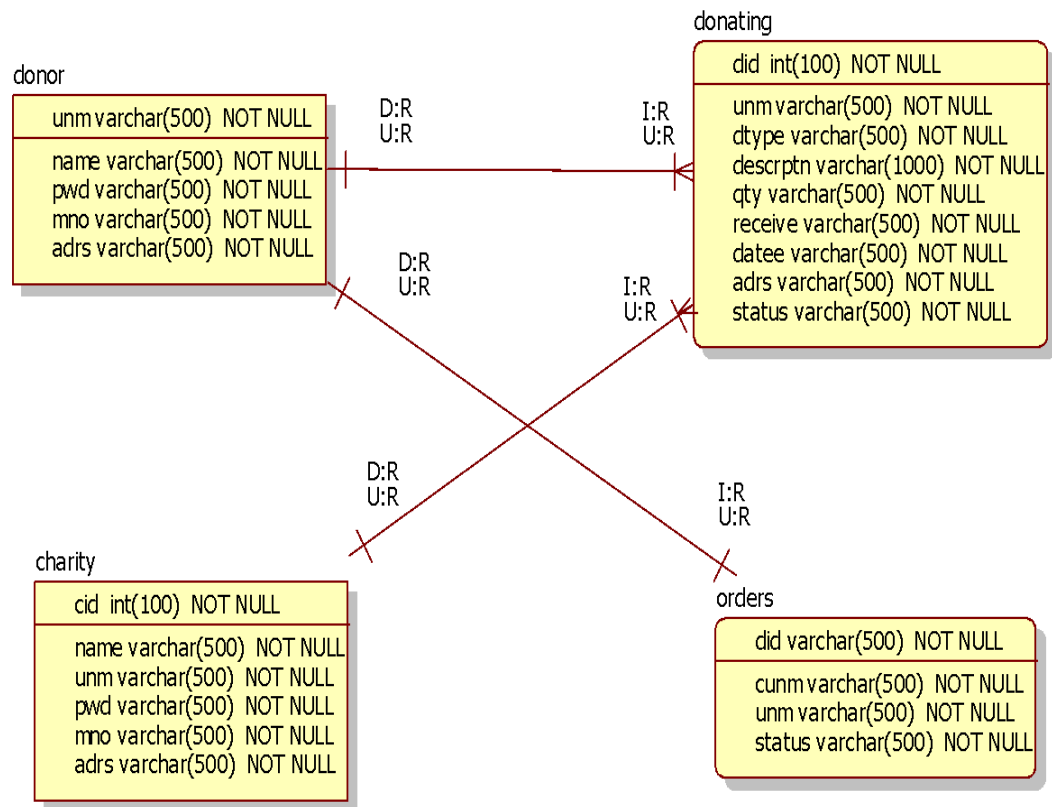 donor
unm varchar(500) NOT NULL
name varchar(500) NOT NULL
pwd varchar(500) NOT NULL
mno varchar(500) NOT NULL
adrs varchar(500) NOT NULL
donating
did int(100) NOT NULL
unm varchar(500) NOT NULL
dtype varchar(500) NOT NULL
descrptn varchar(1000) NOT NULL
qty varchar(500) NOT NULL
receive varchar(500) NOT NULL
datee varchar(500) NOT NULL
adrs varchar(500) NOT NULL
status varchar(500) NOT NULL
D:R
U:R
I:R
U:R
D:R
U:R
I:R
U:R
D:R
U:R
I:R
U:R
charity
cid int(100) NOT NULL
name varchar(500) NOT NULL
unm varchar(500) NOT NULL
pwd varchar(500) NOT NULL
mno varchar(500) NOT NULL
adrs varchar(500) NOT NULL
orders
did varchar(500) NOT NULL
cunm varchar(500) NOT NULL
unm varchar(500) NOT NULL
status varchar(500) NOT NULL